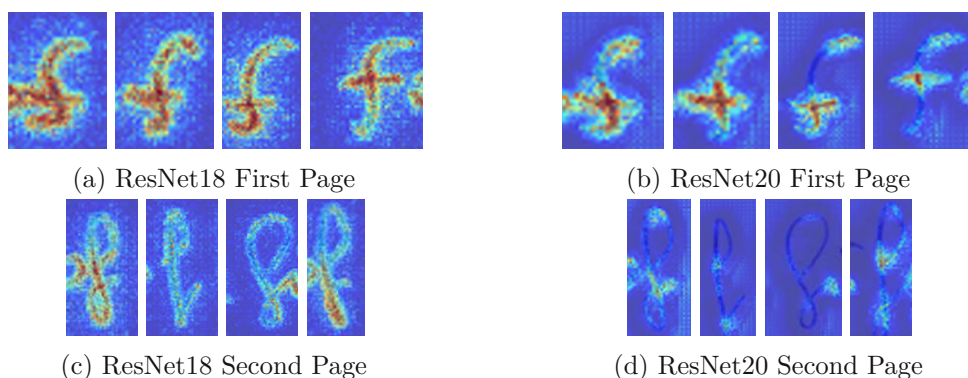 (a) ResNet18 First Page
(b) ResNet20 First Page
(c) ResNet18 Second Page
(d) ResNet20 Second Page